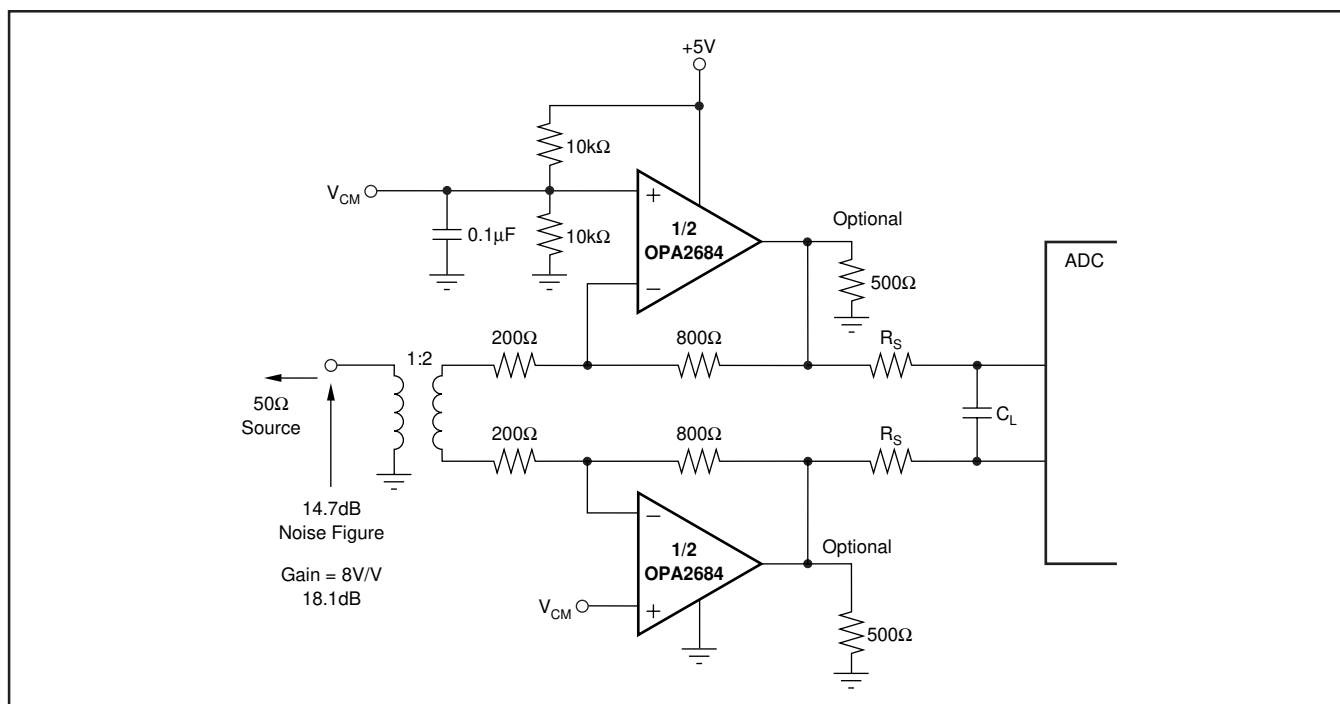 +5V
10kΩ
V_CM
+
1/2
OPA2684
−
0.1μF
10kΩ
Optional
500Ω
ADC
200Ω
800Ω
R_S
1:2
50Ω
Source
C_L
200Ω
800Ω
R_S
14.7dB
Noise Figure
Gain = 8V/V
18.1dB
−
1/2
OPA2684
+
V_CM
Optional
500Ω